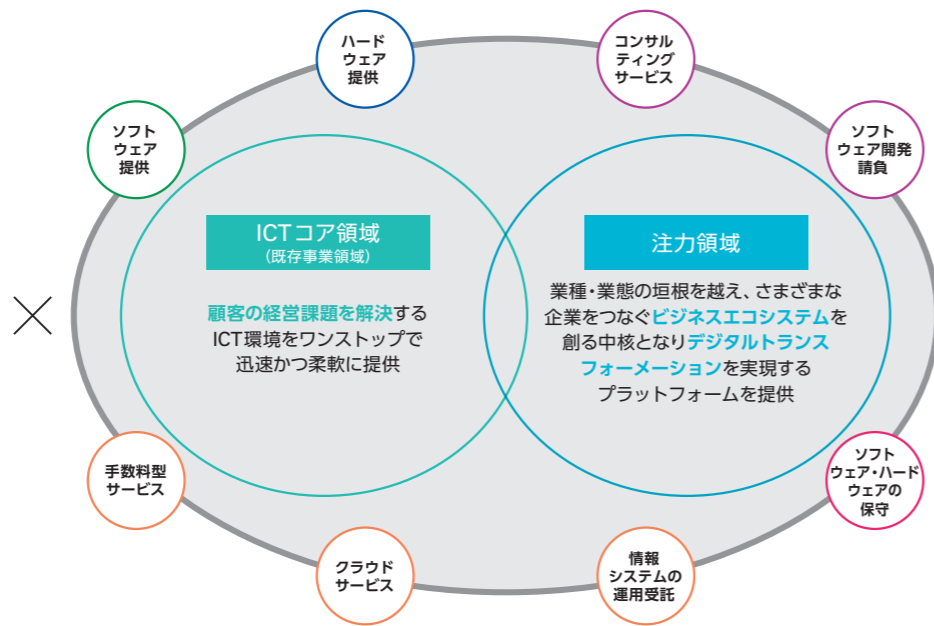 ハード
ウェア
提供
コンサル
ティング
サービス
ソフト
ウェア
提供
ソフト
ウェア開発
請負
ICTコア領域
（既存事業領域）
顧客の経営課題を解決する
ICT環境をワンストップで
迅速かつ柔軟に提供
注力領域
業種・業態の垣根を越え、さまざまな
企業をつなぐビジネスエコシステムを
創る中核となりデジタルトランス
フォーメーションを実現する
プラットフォームを提供
手数料型
サービス
ソフト
ウェア・ハード
ウェアの
保守
クラウド
サービス
情報
システムの
運用受託